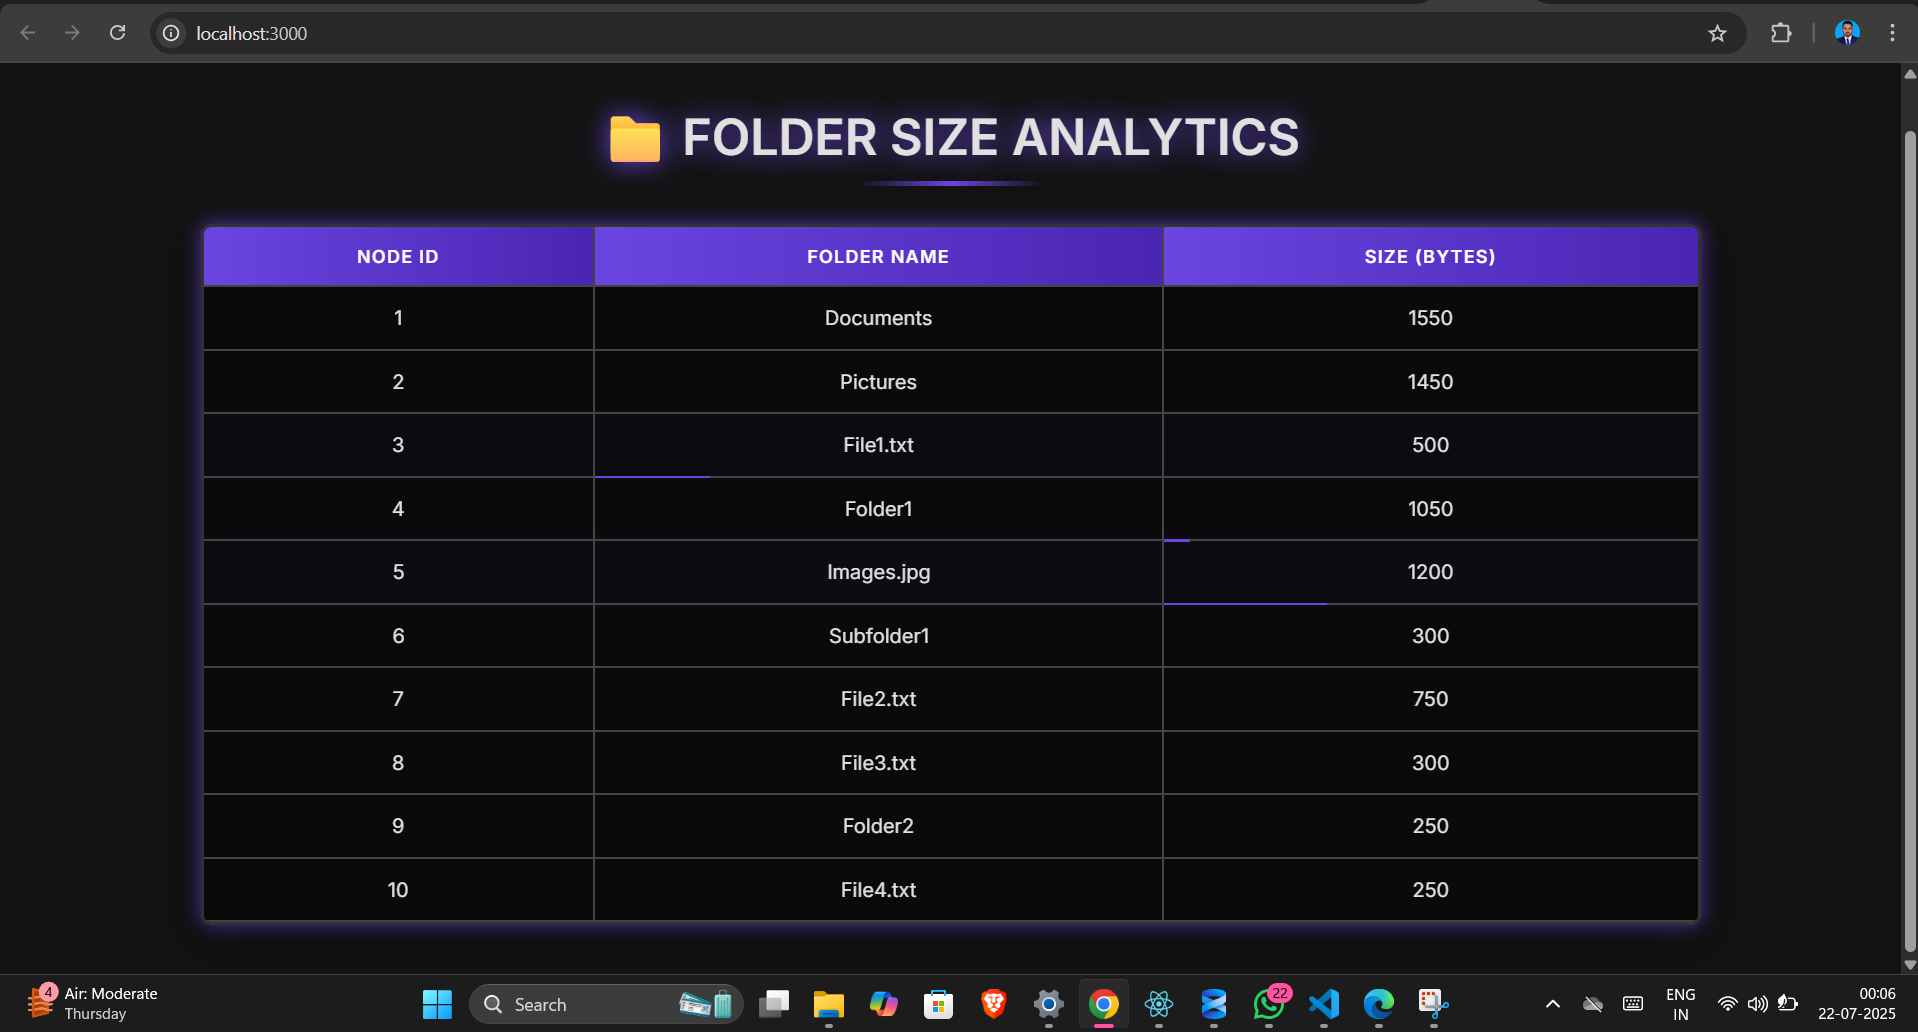 localhost:3000
FOLDER SIZE ANALYTICS
NODE ID FOLDER NAME SIZE (BYTES)
1 Documents 1550
2 Pictures 1450
3 File1.txt 500
4 Folder1 1050
5 Images.jpg 1200
6 Subfolder1 300
7 File2.txt 750
8 File3.txt 300
9 Folder2 250
10 File4.txt 250
4 Air: Moderate
Thursday
Search
22
ENG
IN
00:06
22-07-2025